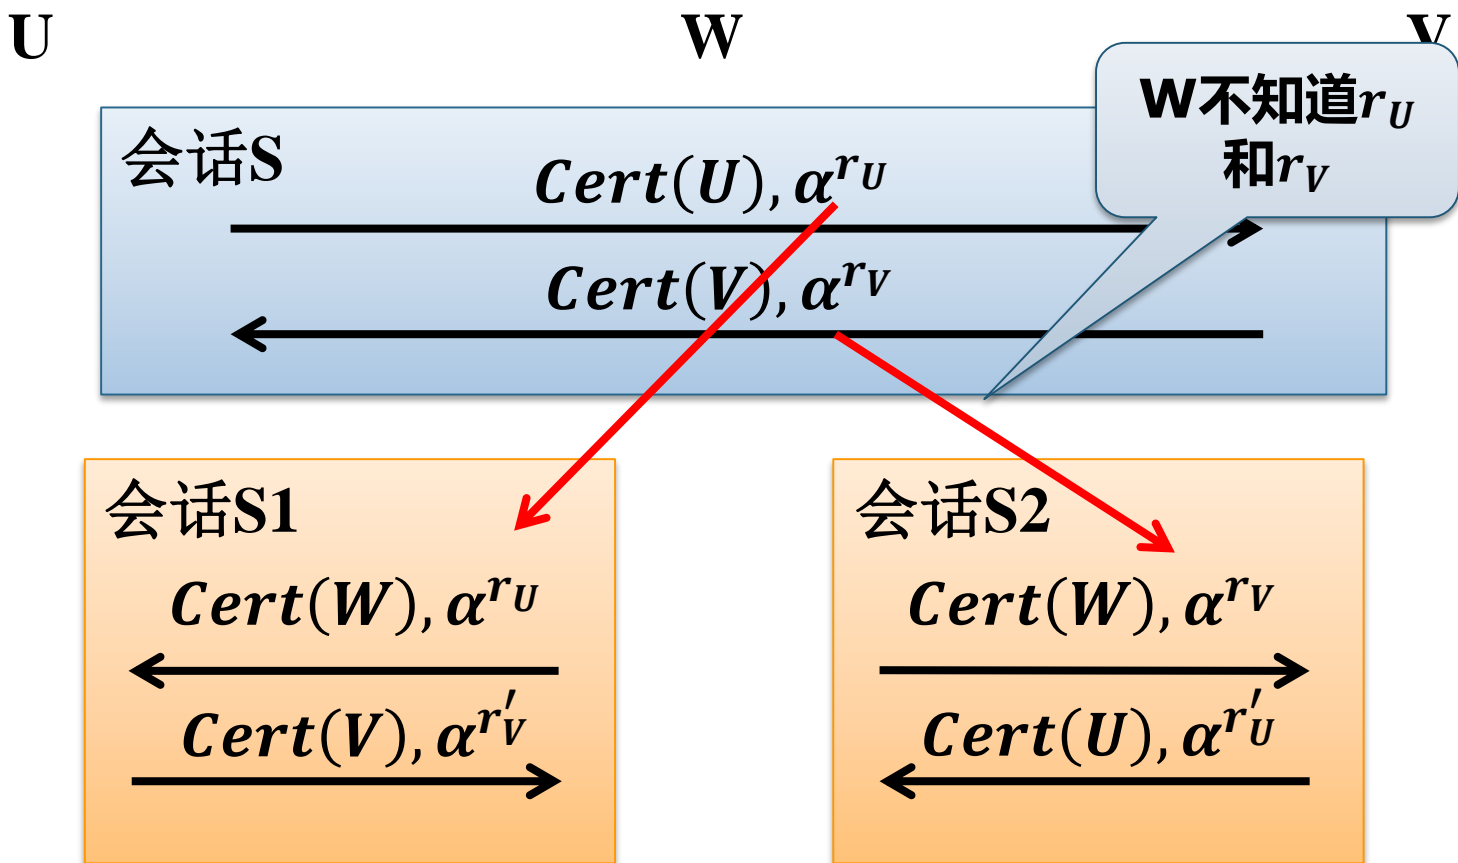 U W V
W不知道r_U
和r_V
会话S
Cert(U), α^{r_U}
Cert(V), α^{r_V}
会话S1
Cert(W), α^{r_U}
Cert(V), α^{r'_V}
会话S2
Cert(W), α^{r_V}
Cert(U), α^{r'_U}